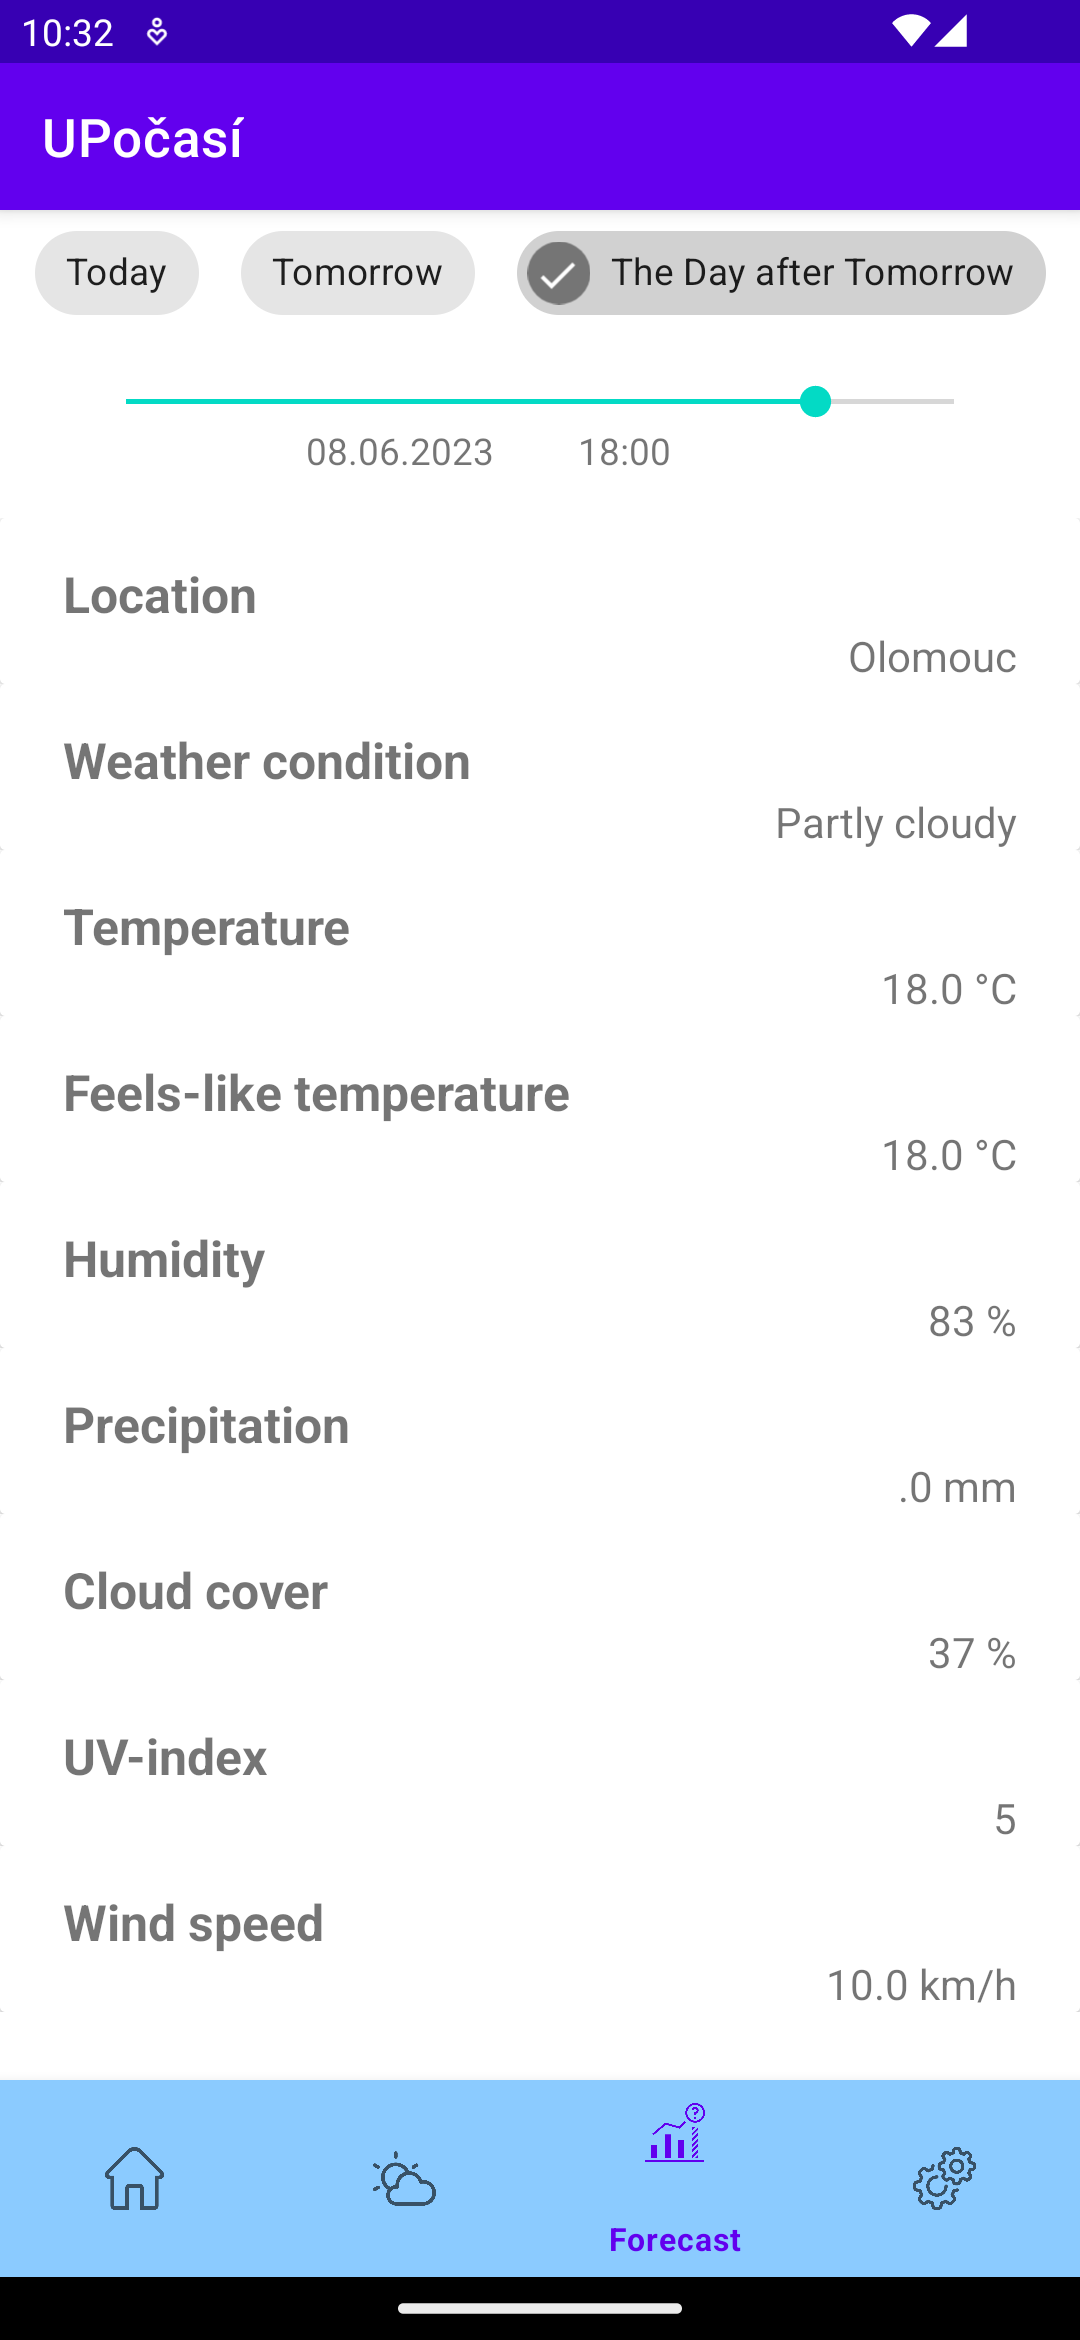 10:32
UPočasí
Today Tomorrow The Day after Tomorrow
08.06.2023 18:00
Location
Olomouc
Weather condition
Partly cloudy
Temperature
18.0 °C
Feels-like temperature
18.0 °C
Humidity
83 %
Precipitation
.0 mm
Cloud cover
37 %
UV-index
5
Wind speed
10.0 km/h
?
Forecast